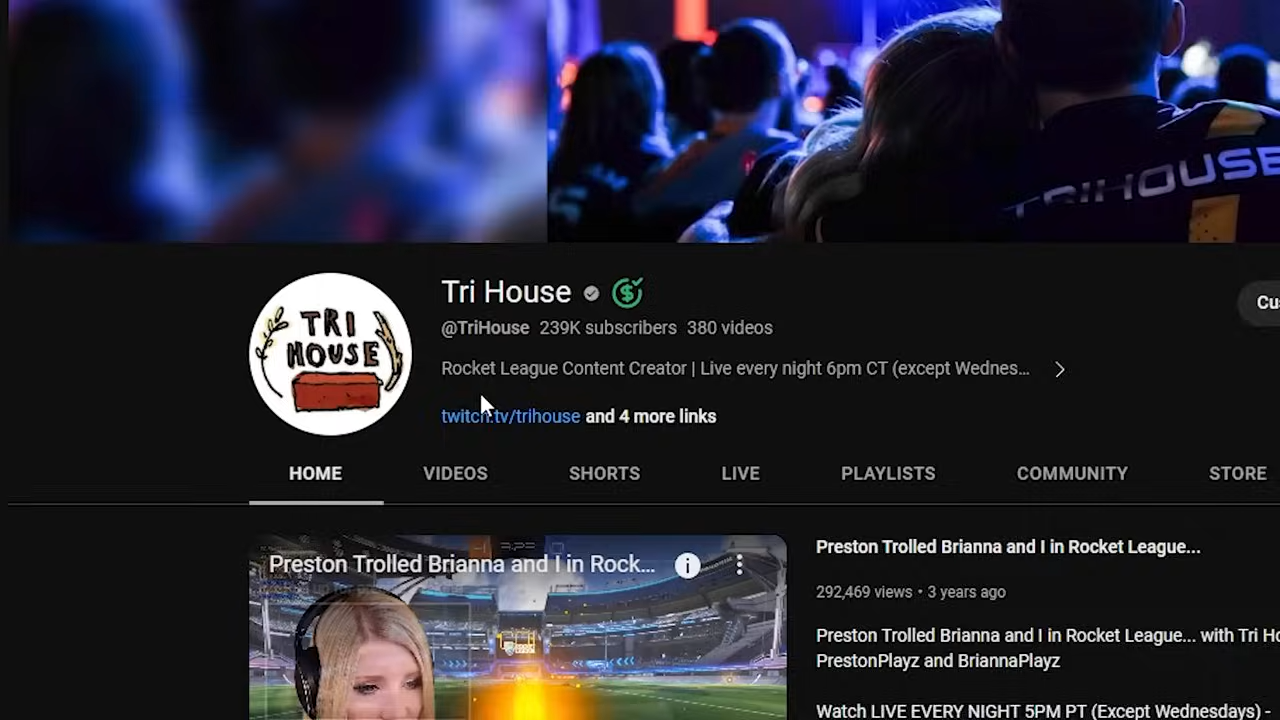 TRIHOUSE
TRI
HOUSE
Tri House
@TriHouse 239K subscribers 380 videos
Rocket League Content Creator | Live every night 6pm CT (except Wednes...
twitch.tv/trihouse and 4 more links
Cu
HOME VIDEOS SHORTS LIVE PLAYLISTS COMMUNITY STORE
Preston Trolled Brianna and I in Rock...
Preston Trolled Brianna and I in Rocket League...
292,469 views • 3 years ago
Preston Trolled Brianna and I in Rocket League... with Tri Ho
PrestonPlayz and BriannaPlayz
Watch LIVE EVERY NIGHT 5PM PT (Except Wednesdays) -